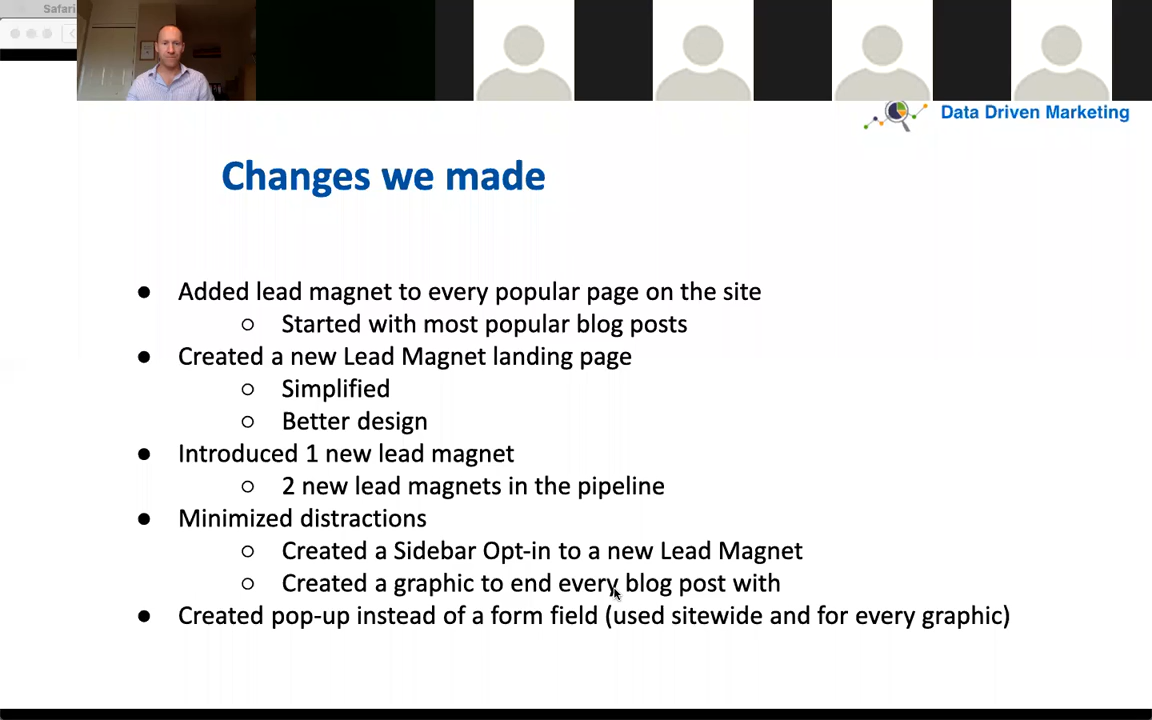 Safari
Data Driven Marketing
Changes we made
● Added lead magnet to every popular page on the site
○ Started with most popular blog posts
● Created a new Lead Magnet landing page
○ Simplified
○ Better design
● Introduced 1 new lead magnet
○ 2 new lead magnets in the pipeline
● Minimized distractions
○ Created a Sidebar Opt-in to a new Lead Magnet
○ Created a graphic to end every blog post with
● Created pop-up instead of a form field (used sitewide and for every graphic)